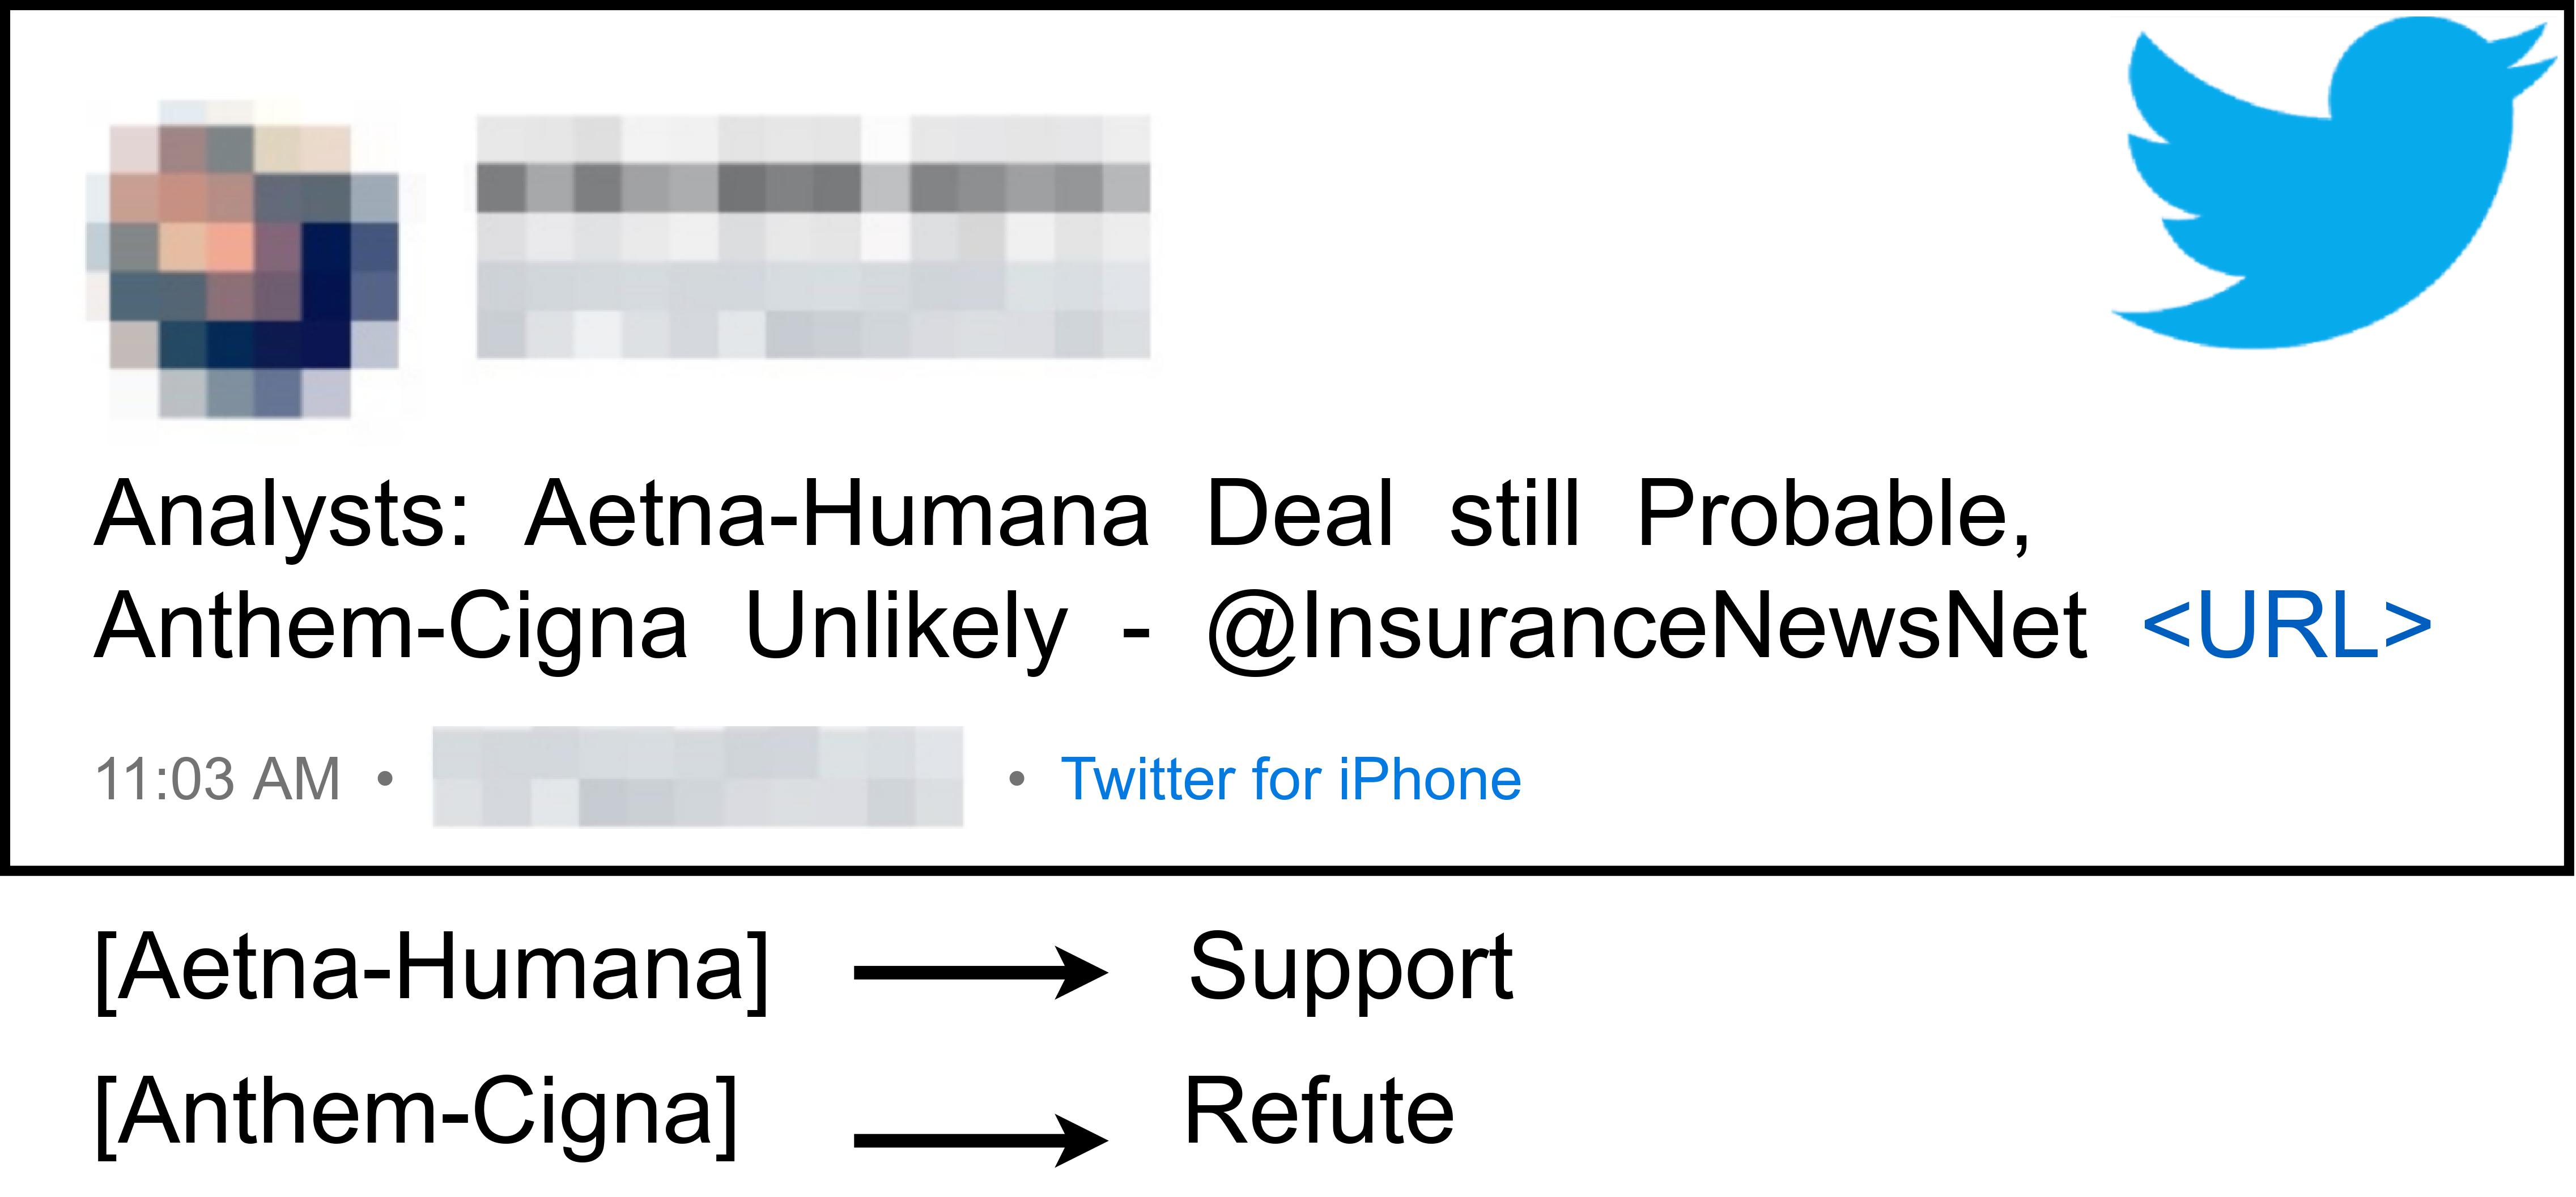 Analysts: Aetna-Humana Deal still Probable,
Anthem-Cigna Unlikely - @InsuranceNewsNet <URL>
11:03 AM • • Twitter for iPhone
[Aetna-Humana] Support
[Anthem-Cigna] Refute